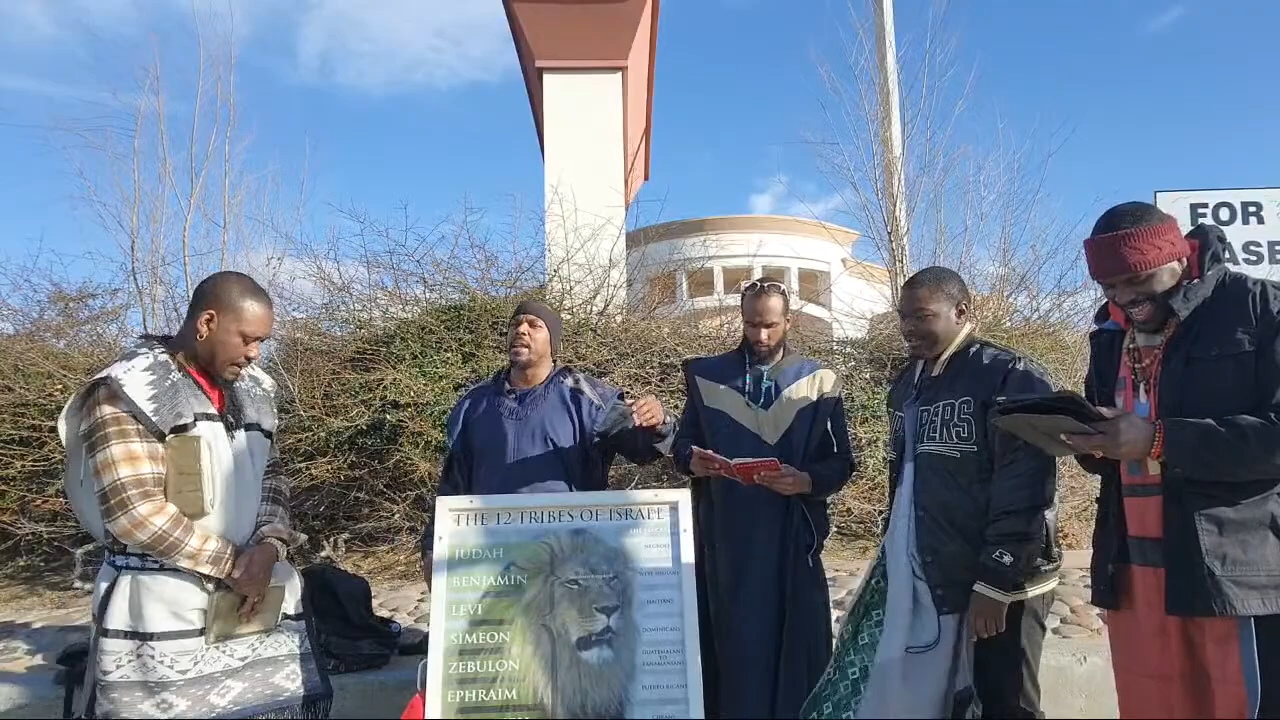 THE 12 TRIBES OF ISRAEL
JUDAH
NEGROES
BENJAMIN
WEST INDIANS
LEVI
HAITIANS
SIMEON
DOMINICANS
ZEBULON
GUATEMALANS
TO
PANAMANIANS
EPHRAIM
PUERTO RICANS
CUBANS
PERS
FOR
ASE